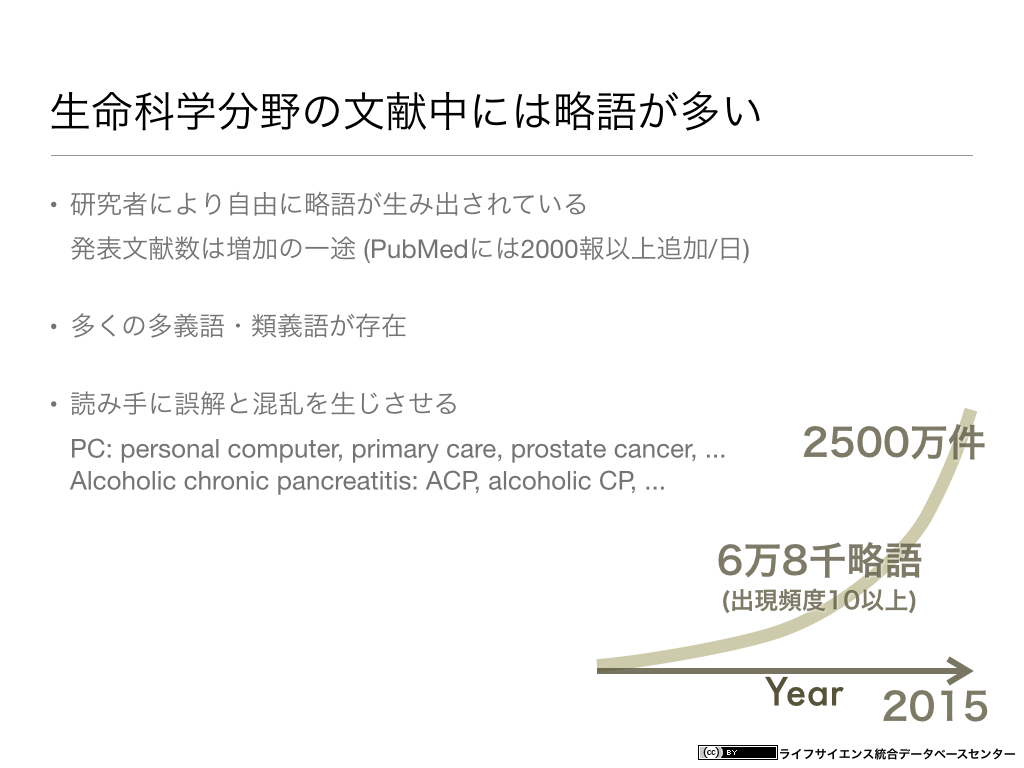 生命科学分野の文献中には略語が多い
• 研究者により自由に略語が生み出されている
発表文献数は増加の一途 (PubMedには2000報以上追加/日)
• 多くの多義語・類義語が存在
• 読み手に誤解と混乱を生じさせる
PC: personal computer, primary care, prostate cancer, ...
Alcoholic chronic pancreatitis: ACP, alcoholic CP, ...
2500万件
6万8千略語
(出現頻度10以上)
Year
2015
(cc) BY ライフサイエンス統合データベースセンター